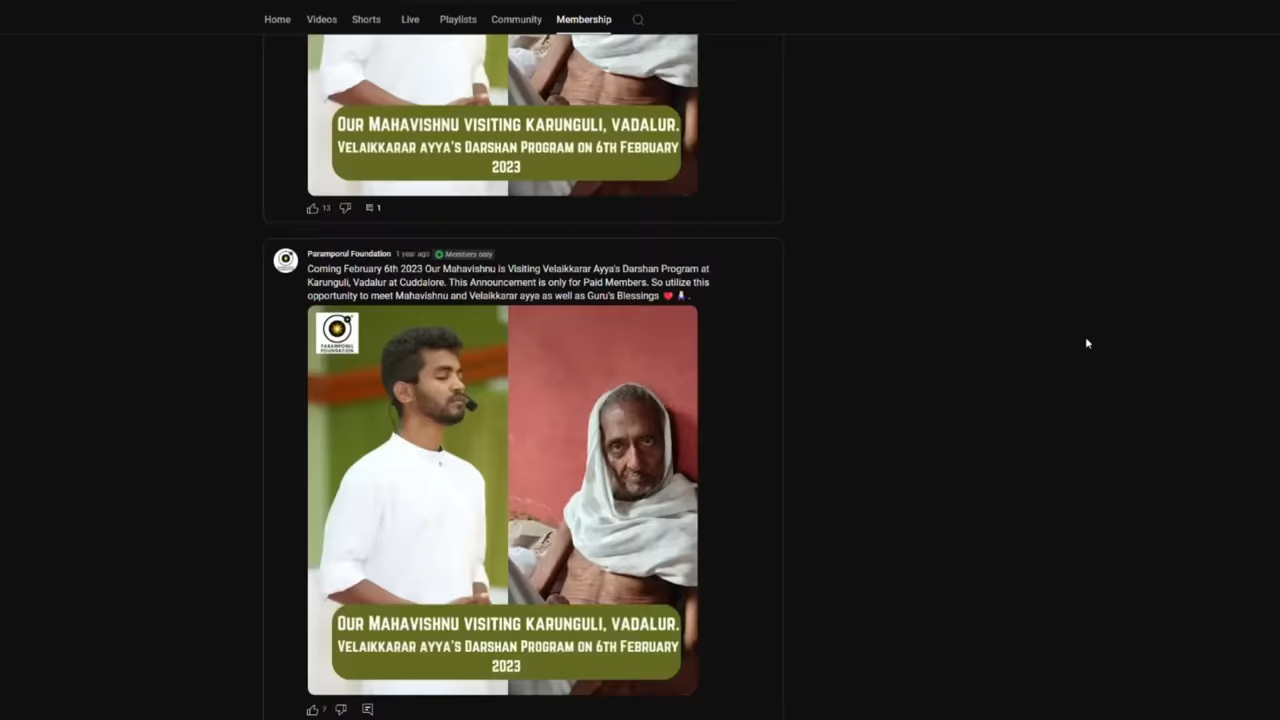 Home Videos Shorts Live Playlists Community Membership
OUR MAHAVISHNU VISITING KARUNGULI, VADALUR.
VELAIKKARAR AYYA'S DARSHAN PROGRAM ON 6TH FEBRUARY
2023
13 1
Paramporul Foundation 1 year ago Members only
Coming February 6th 2023 Our Mahavishnu is Visiting Velaikkarar Ayya's Darshan Program at
Karunguli, Vadalur at Cuddalore. This Announcement is only for Paid Members. So utilize this
opportunity to meet Mahavishnu and Velaikkarar ayya as well as Guru's Blessings ❤️ .
PARAMPORUL
FOUNDATION
OUR MAHAVISHNU VISITING KARUNGULI, VADALUR.
VELAIKKARAR AYYA'S DARSHAN PROGRAM ON 6TH FEBRUARY
2023
7